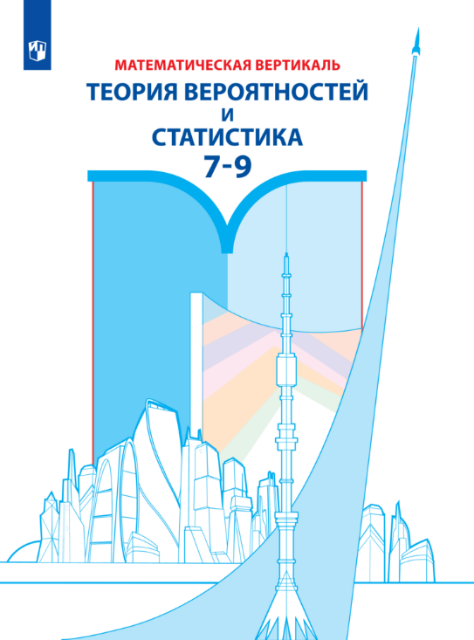 МАТЕМАТИЧЕСКАЯ ВЕРТИКАЛЬ
ТЕОРИЯ ВЕРОЯТНОСТЕЙ
И
СТАТИСТИКА
7-9